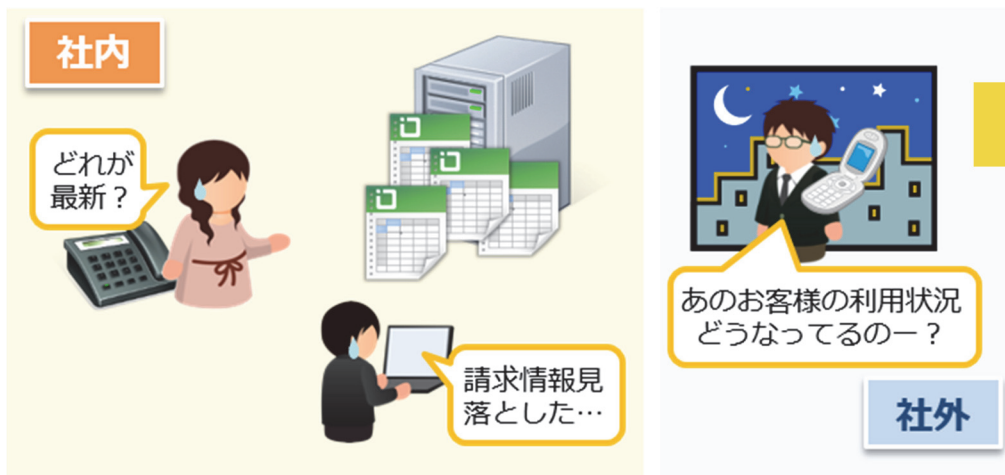 社内
どれが
最新？
請求情報見
落とした…
あのお客様の利用状況
どうなってるのー？
社外